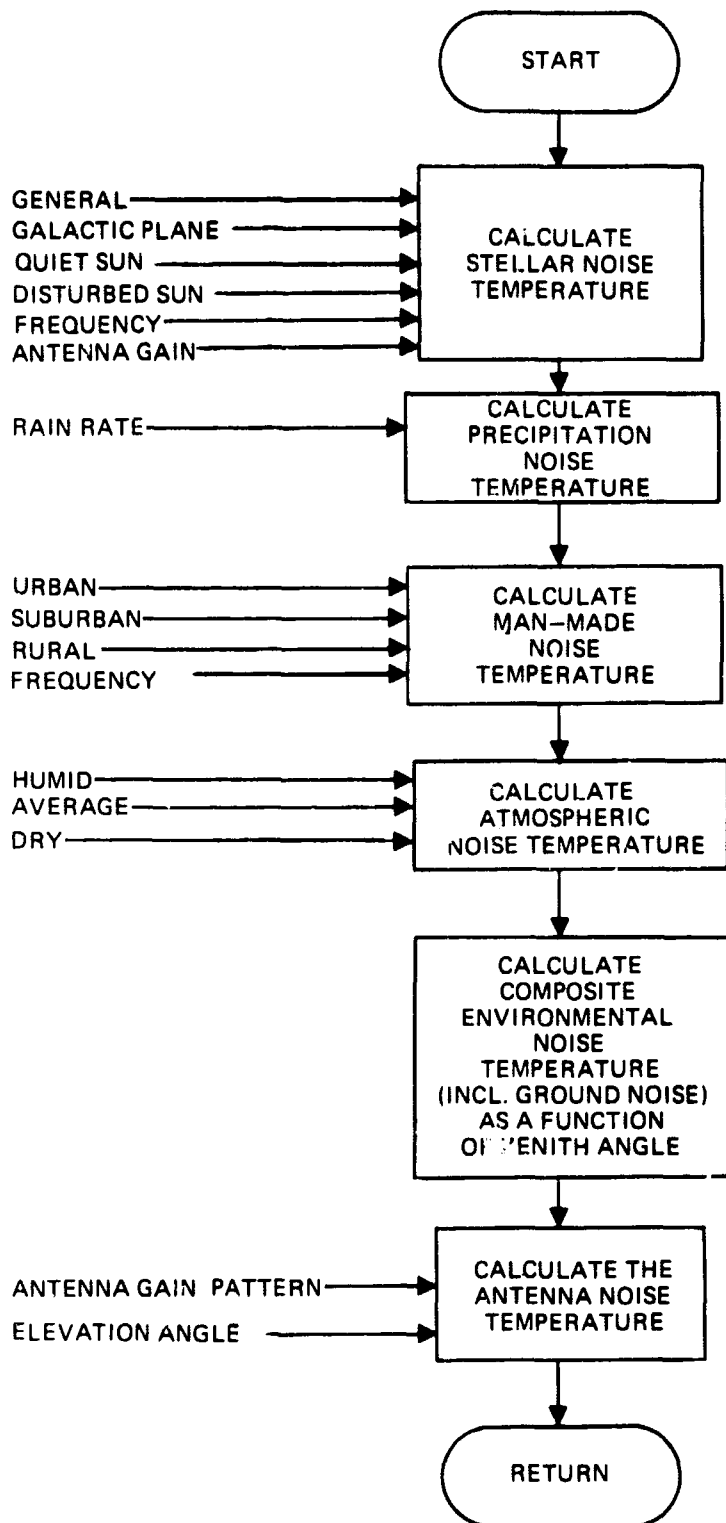 START
GENERAL
GALACTIC PLANE
QUIET SUN
DISTURBED SUN
FREQUENCY
ANTENNA GAIN
CALCULATE
STELLAR NOISE
TEMPERATURE
RAIN RATE
CALCULATE
PRECIPITATION
NOISE
TEMPERATURE
URBAN
SUBURBAN
RURAL
FREQUENCY
CALCULATE
MAN-MADE
NOISE
TEMPERATURE
HUMID
AVERAGE
DRY
CALCULATE
ATMOSPHERIC
NOISE TEMPERATURE
CALCULATE
COMPOSITE
ENVIRONMENTAL
NOISE
TEMPERATURE
(INCL. GROUND NOISE)
AS A FUNCTION
ANGLE
ANTENNA GAIN PATTERN
ELEVATION ANGLE
CALCULATE THE
ANTENNA NOISE
TEMPERATURE
RETURN